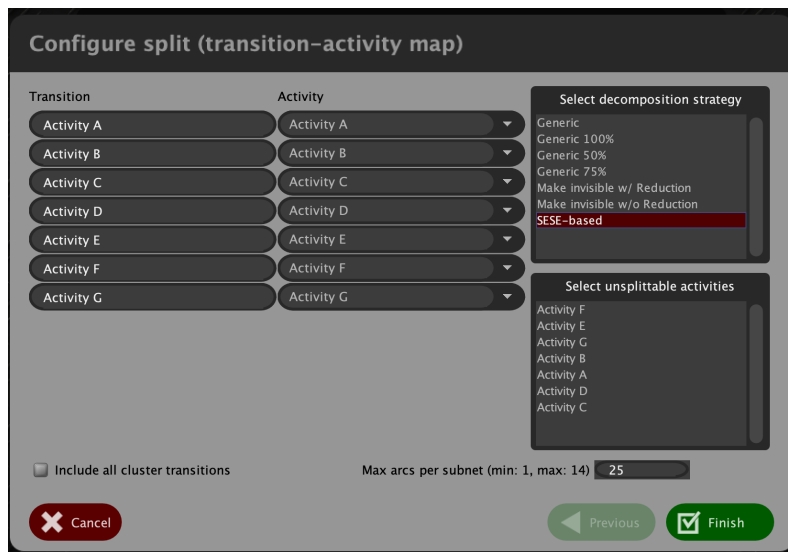 Configure split (transition-activity map)
Transition
Activity
Activity A
Activity A
Activity B
Activity B
Activity C
Activity C
Activity D
Activity D
Activity E
Activity E
Activity F
Activity F
Activity G
Activity G
Select decomposition strategy
Generic
Generic 100%
Generic 50%
Generic 75%
Make invisible w/ Reduction
Make invisible w/o Reduction
SESE-based
Select unsplittable activities
Activity F
Activity E
Activity G
Activity B
Activity A
Activity D
Activity C
Include all cluster transitions
Max arcs per subnet (min: 1, max: 14) 25
Cancel
Previous
Finish